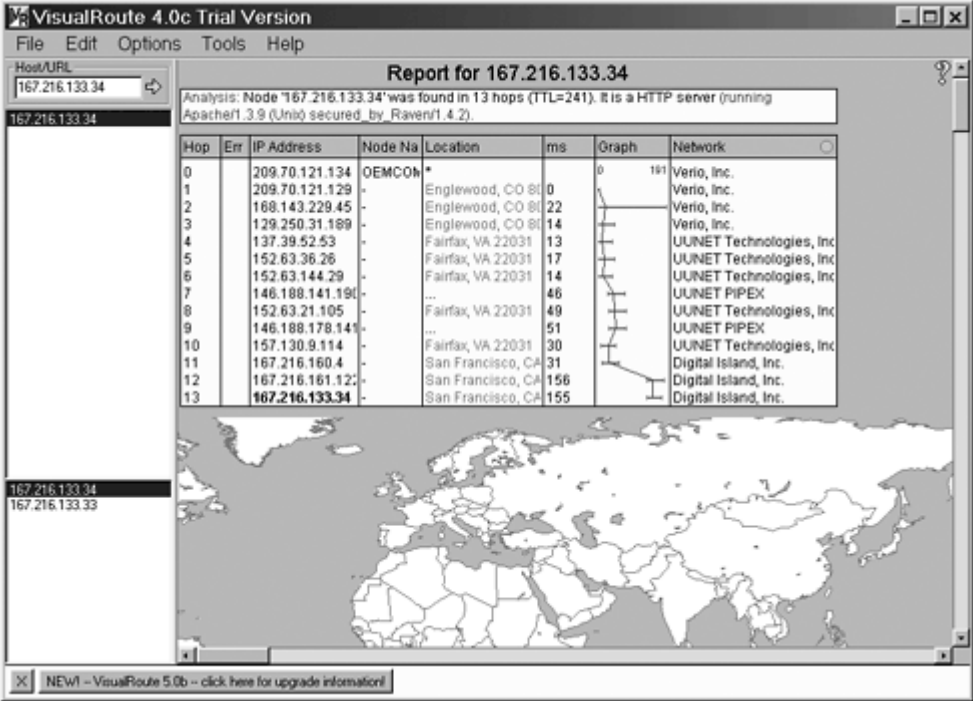 VisualRoute 4.0c Trial Version
File Edit Options Tools Help
Host/URL
167.216.133.34
167.216.133.34
167.216.133.34
167.216.133.33
Report for 167.216.133.34
Analysis: Node '167.216.133.34' was found in 13 hops (TTL=241). It is a HTTP server (running
Apache/1.3.9 (Unix) secured_by_Raven/1.4.2).
Hop Err IP Address Node Na Location ms Graph Network
0 209.70.121.134 OEMCOM * 0 191 Verio, Inc.
1 209.70.121.129 - Englewood, CO 80 0 Verio, Inc.
2 168.143.229.45 - Englewood, CO 80 22 Verio, Inc.
3 129.250.31.189 - Englewood, CO 80 14 Verio, Inc.
4 137.39.52.53 - Fairfax, VA 22031 13 UUNET Technologies, Inc
5 152.63.36.26 - Fairfax, VA 22031 17 UUNET Technologies, Inc
6 152.63.144.29 - Fairfax, VA 22031 14 UUNET Technologies, Inc
7 146.188.141.190 - ... 46 UUNET PIPEX
8 152.63.21.105 - Fairfax, VA 22031 49 UUNET Technologies, Inc
9 146.188.178.141 - ... 51 UUNET PIPEX
10 157.130.9.114 - Fairfax, VA 22031 30 UUNET Technologies, Inc
11 167.216.160.4 - San Francisco, CA 31 Digital Island, Inc.
12 167.216.161.12 - San Francisco, CA 156 Digital Island, Inc.
13 167.216.133.34 - San Francisco, CA 155 Digital Island, Inc.
NEW! -- VisualRoute 5.0b -- click here for upgrade information!